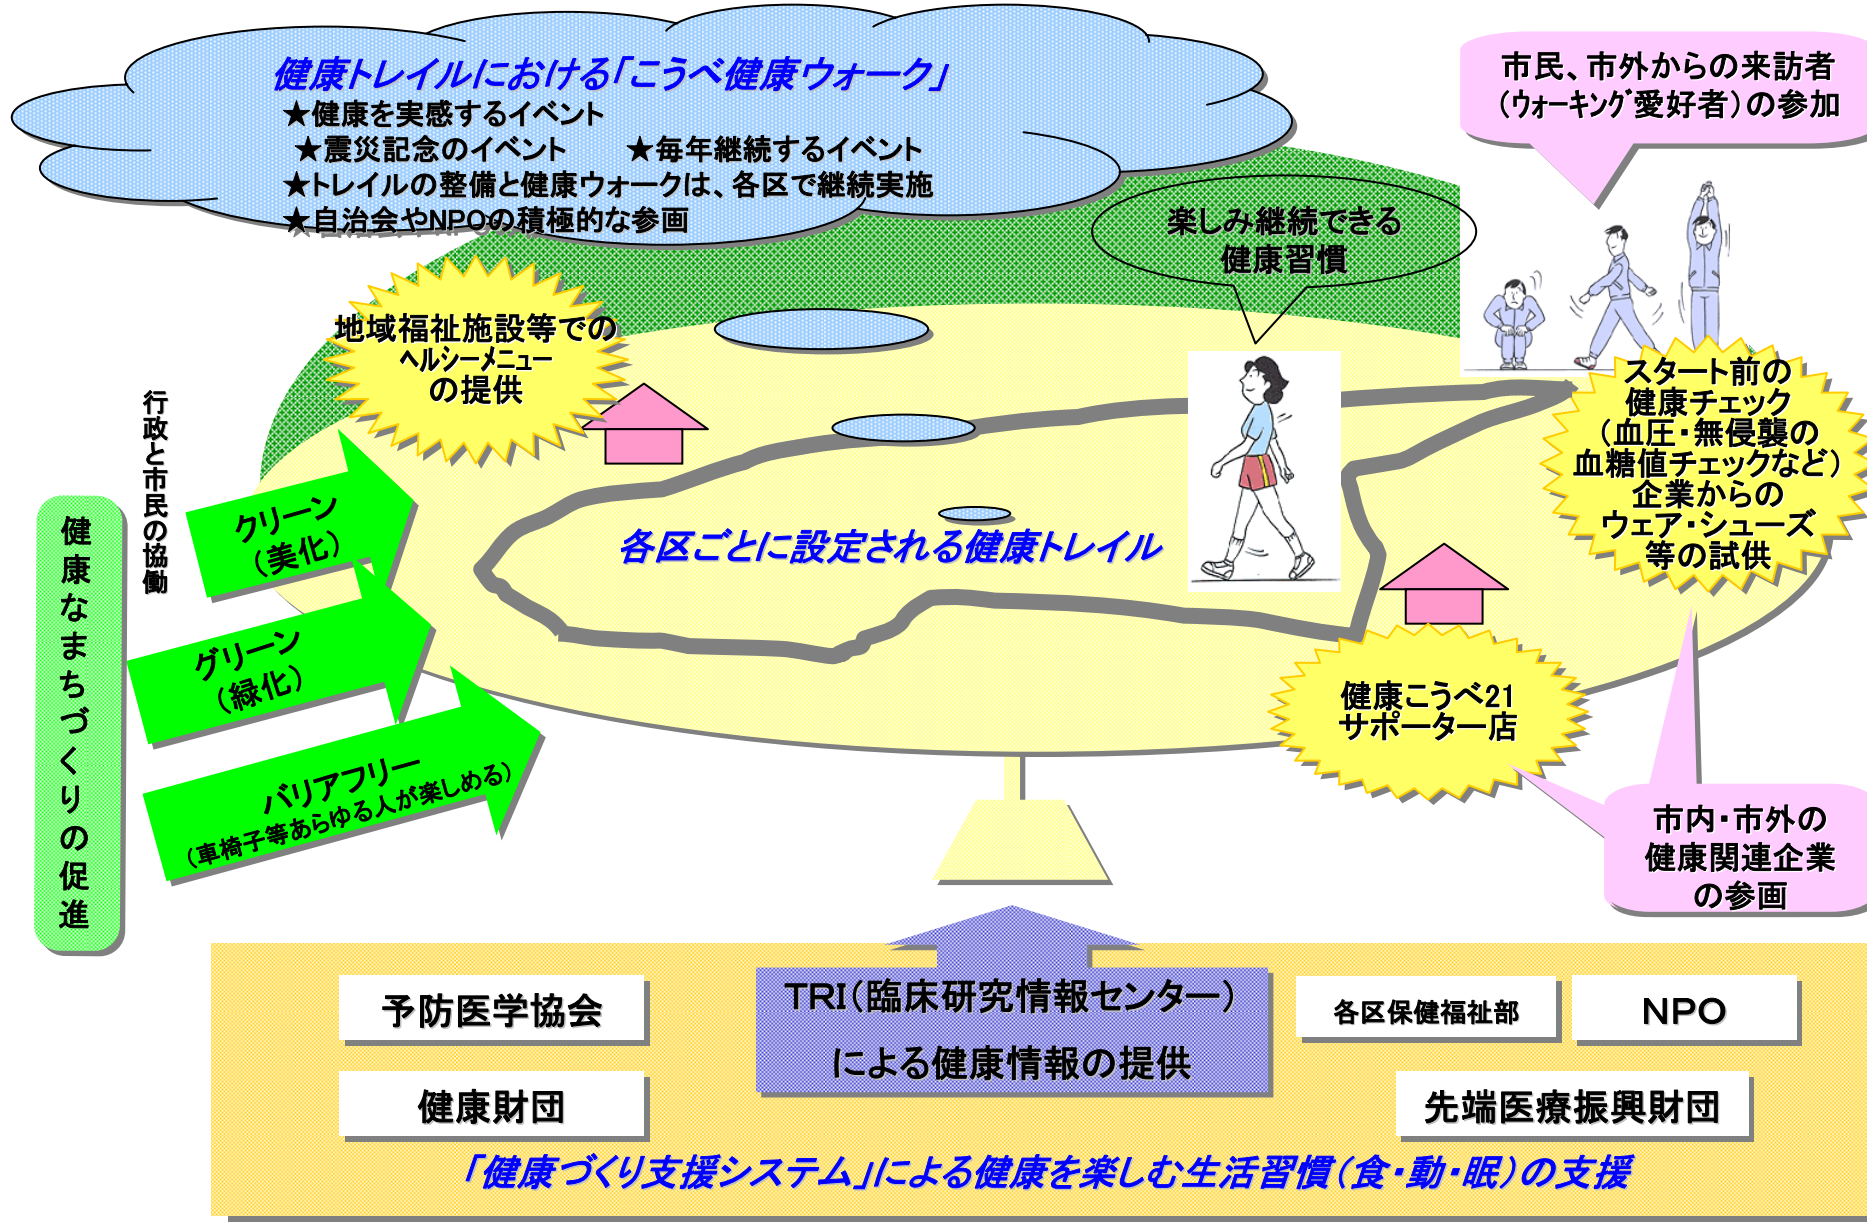 健康トレイルにおける「こうべ健康ウォーク」
★健康を実感するイベント
★震災記念のイベント　★毎年継続するイベント
★トレイルの整備と健康ウォークは、各区で継続実施
★自治会やNPOの積極的な参画
市民、市外からの来訪者
（ウォーキング愛好者）の参加
楽しみ継続できる
健康習慣
地域福祉施設等での
ヘルシーメニュー
の提供
スタート前の
健康チェック
（血圧・無侵襲の
血糖値チェックなど）
企業からの
ウェア・シューズ
等の試供
行政と市民の協働
健康なまちづくりの促進
クリーン
（美化）
グリーン
（緑化）
バリアフリー
（車椅子等あらゆる人が楽しめる）
各区ごとに設定される健康トレイル
健康こうべ21
サポーター店
市内・市外の
健康関連企業
の参画
予防医学協会
健康財団
TRI（臨床研究情報センター）
による健康情報の提供
各区保健福祉部
NPO
先端医療振興財団
「健康づくり支援システム」による健康を楽しむ生活習慣（食・動・眠）の支援